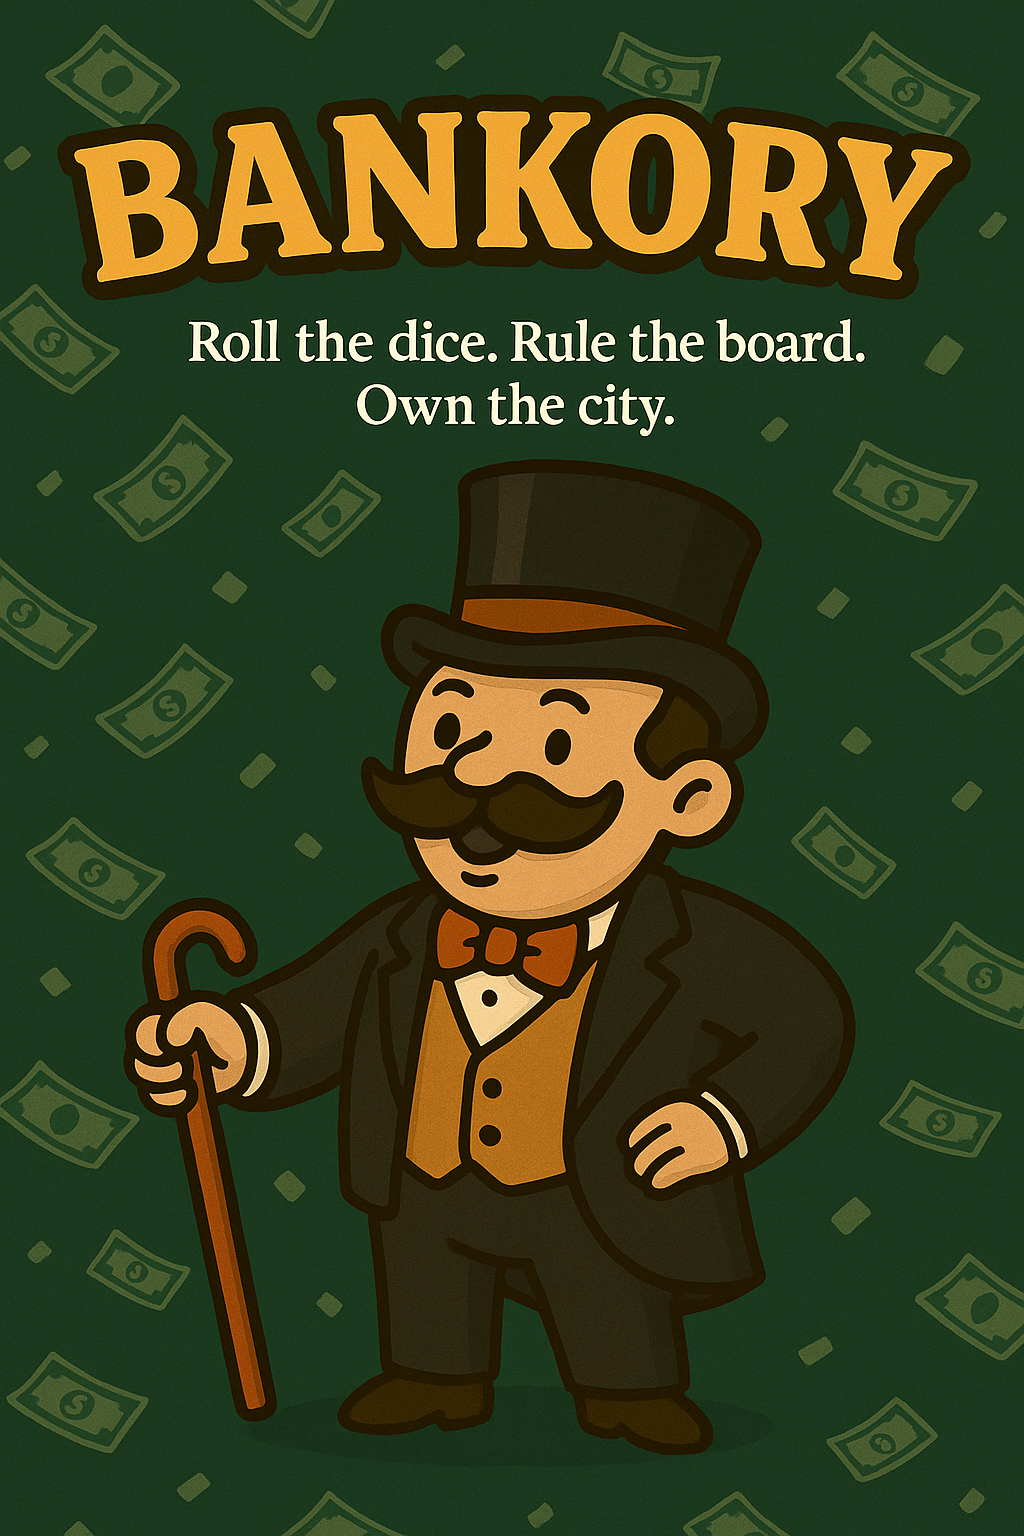 BANKORY
Roll the dice. Rule the board.
Own the city.